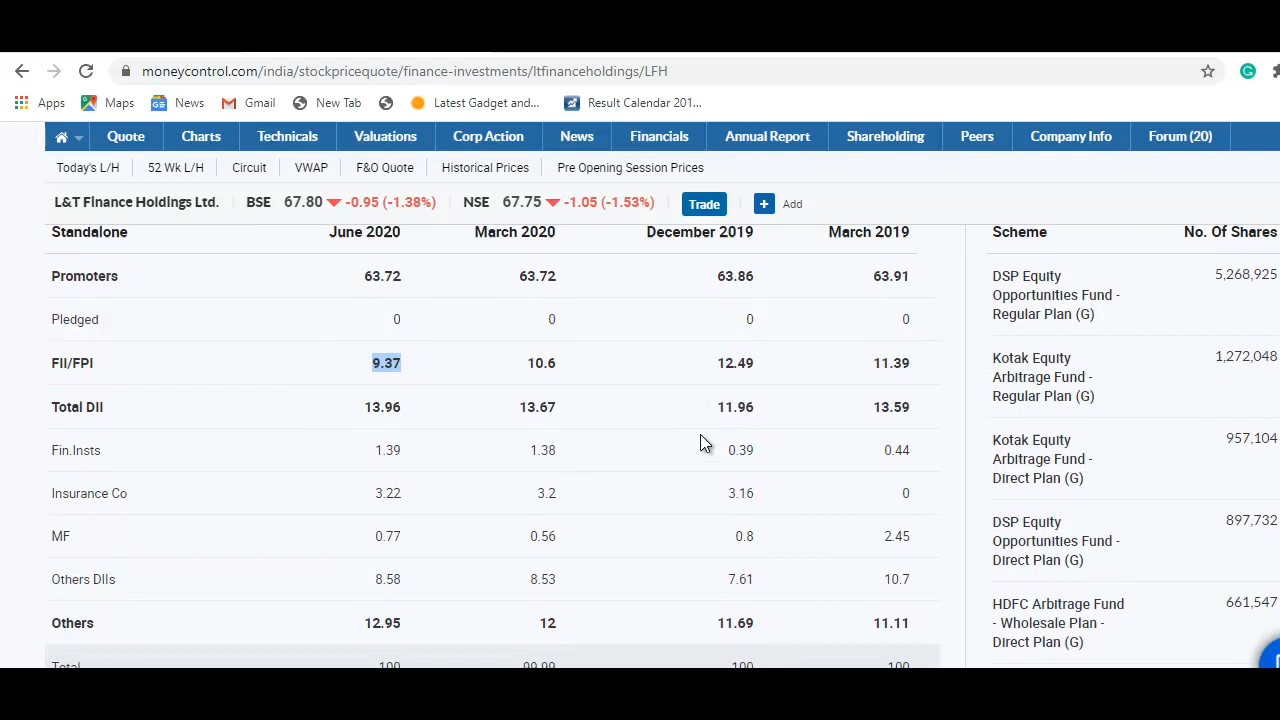 moneycontrol.com/india/stockpricequote/finance-investments/ltfinanceholdings/LFH
Apps Maps News Gmail New Tab Latest Gadget and... Result Calendar 201...
Quote Charts Technicals Valuations Corp Action News Financials Annual Report Shareholding Peers Company Info Forum (20)
Today's L/H 52 Wk L/H Circuit VWAP F&O Quote Historical Prices Pre Opening Session Prices
L&T Finance Holdings Ltd. BSE 67.80 -0.95 (-1.38%) NSE 67.75 -1.05 (-1.53%) Trade + Add
Standalone June 2020 March 2020 December 2019 March 2019
Promoters 63.72 63.72 63.86 63.91
Pledged 0 0 0 0
FII/FPI 9.37 10.6 12.49 11.39
Total DII 13.96 13.67 11.96 13.59
Fin.Insts 1.39 1.38 0.39 0.44
Insurance Co 3.22 3.2 3.16 0
MF 0.77 0.56 0.8 2.45
Others DIIs 8.58 8.53 7.61 10.7
Others 12.95 12 11.69 11.11
Total 100 99.99 100 100
Scheme No. Of Shares
DSP Equity 5,268,925
Opportunities Fund -
Regular Plan (G)
Kotak Equity 1,272,048
Arbitrage Fund -
Regular Plan (G)
Kotak Equity 957,104
Arbitrage Fund -
Direct Plan (G)
DSP Equity 897,732
Opportunities Fund -
Direct Plan (G)
HDFC Arbitrage Fund 661,547
- Wholesale Plan -
Direct Plan (G)